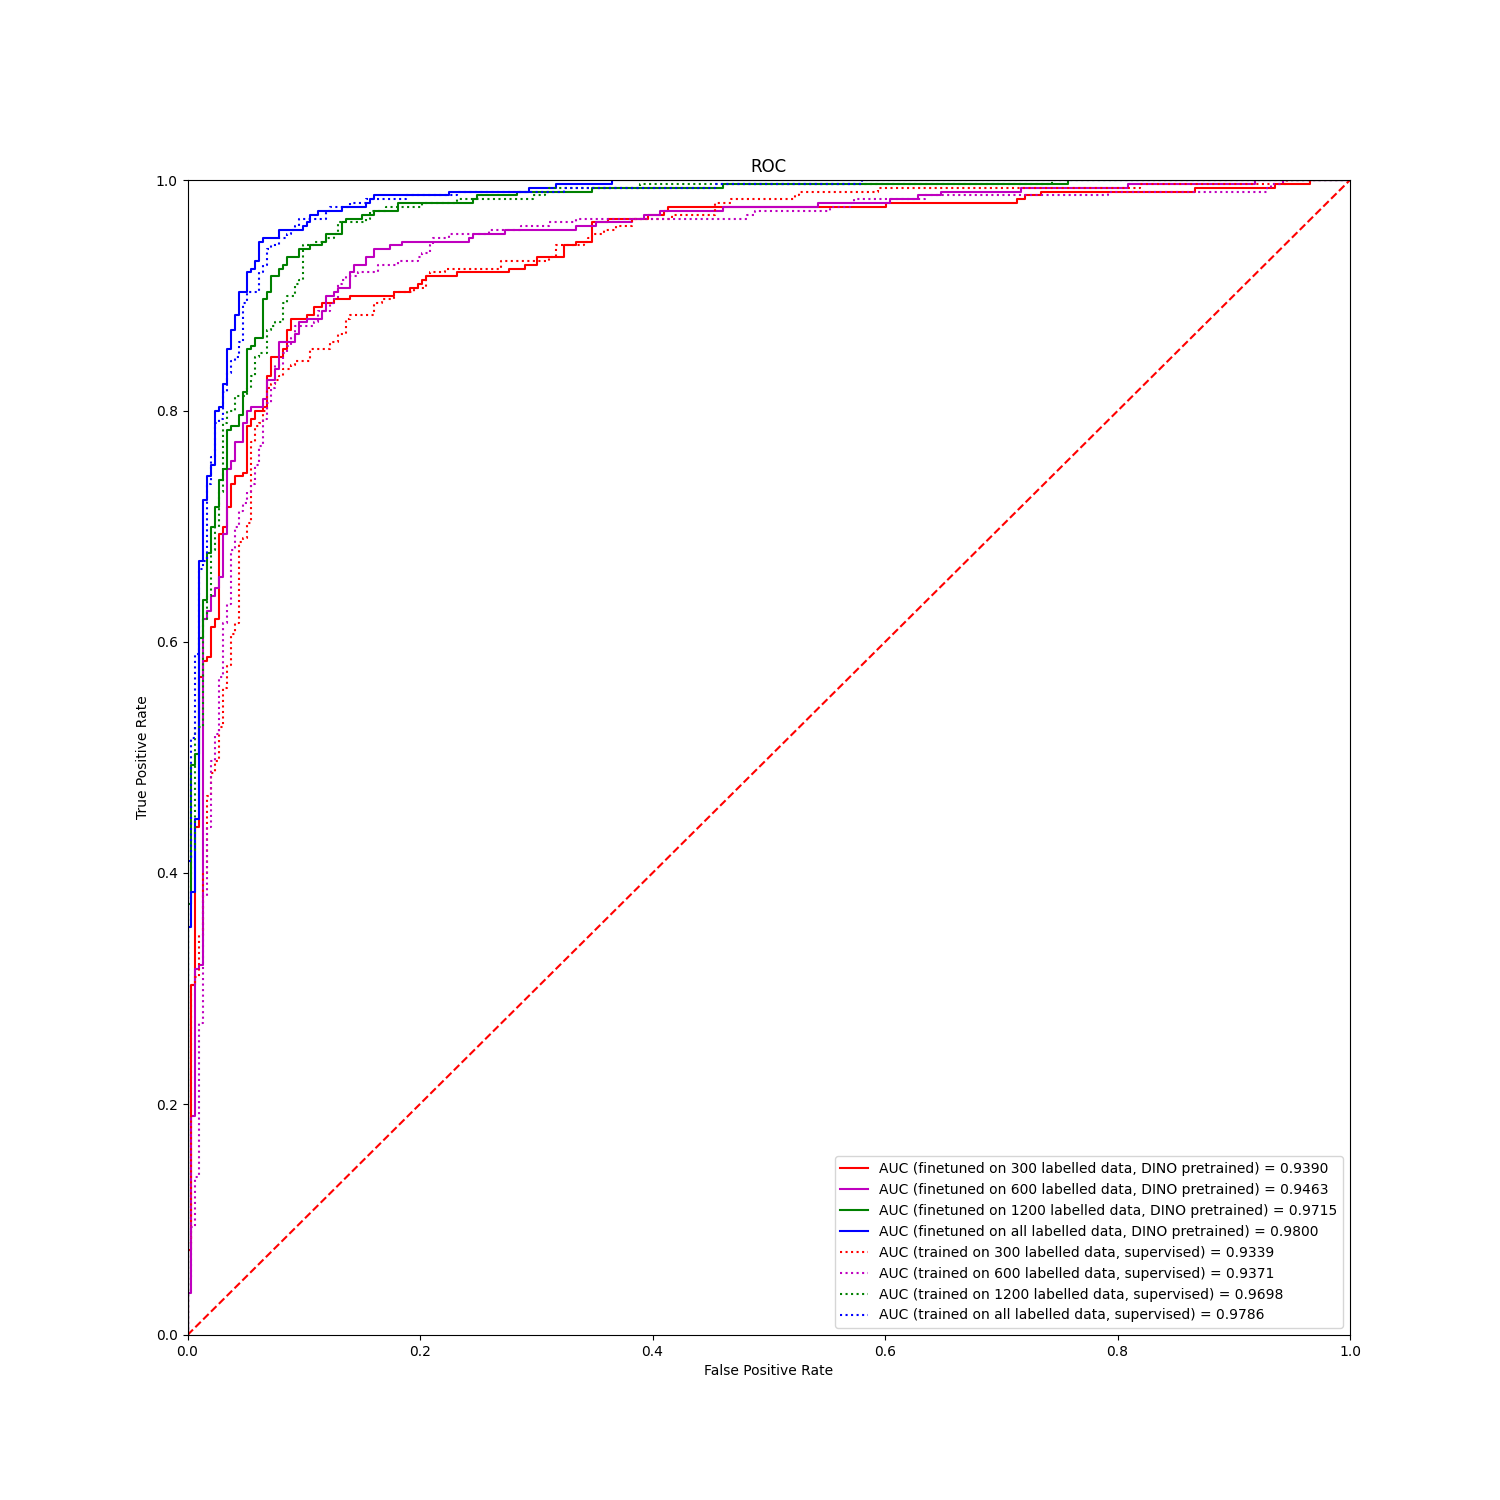 ROC
1.0
0.8
0.6
0.4
0.2
0.0
True Positive Rate
0.0
0.2
0.4
0.6
0.8
1.0
False Positive Rate
AUC (finetuned on 300 labelled data, DINO pretrained) = 0.9390
AUC (finetuned on 600 labelled data, DINO pretrained) = 0.9463
AUC (finetuned on 1200 labelled data, DINO pretrained) = 0.9715
AUC (finetuned on all labelled data, DINO pretrained) = 0.9800
AUC (trained on 300 labelled data, supervised) = 0.9339
AUC (trained on 600 labelled data, supervised) = 0.9371
AUC (trained on 1200 labelled data, supervised) = 0.9698
AUC (trained on all labelled data, supervised) = 0.9786